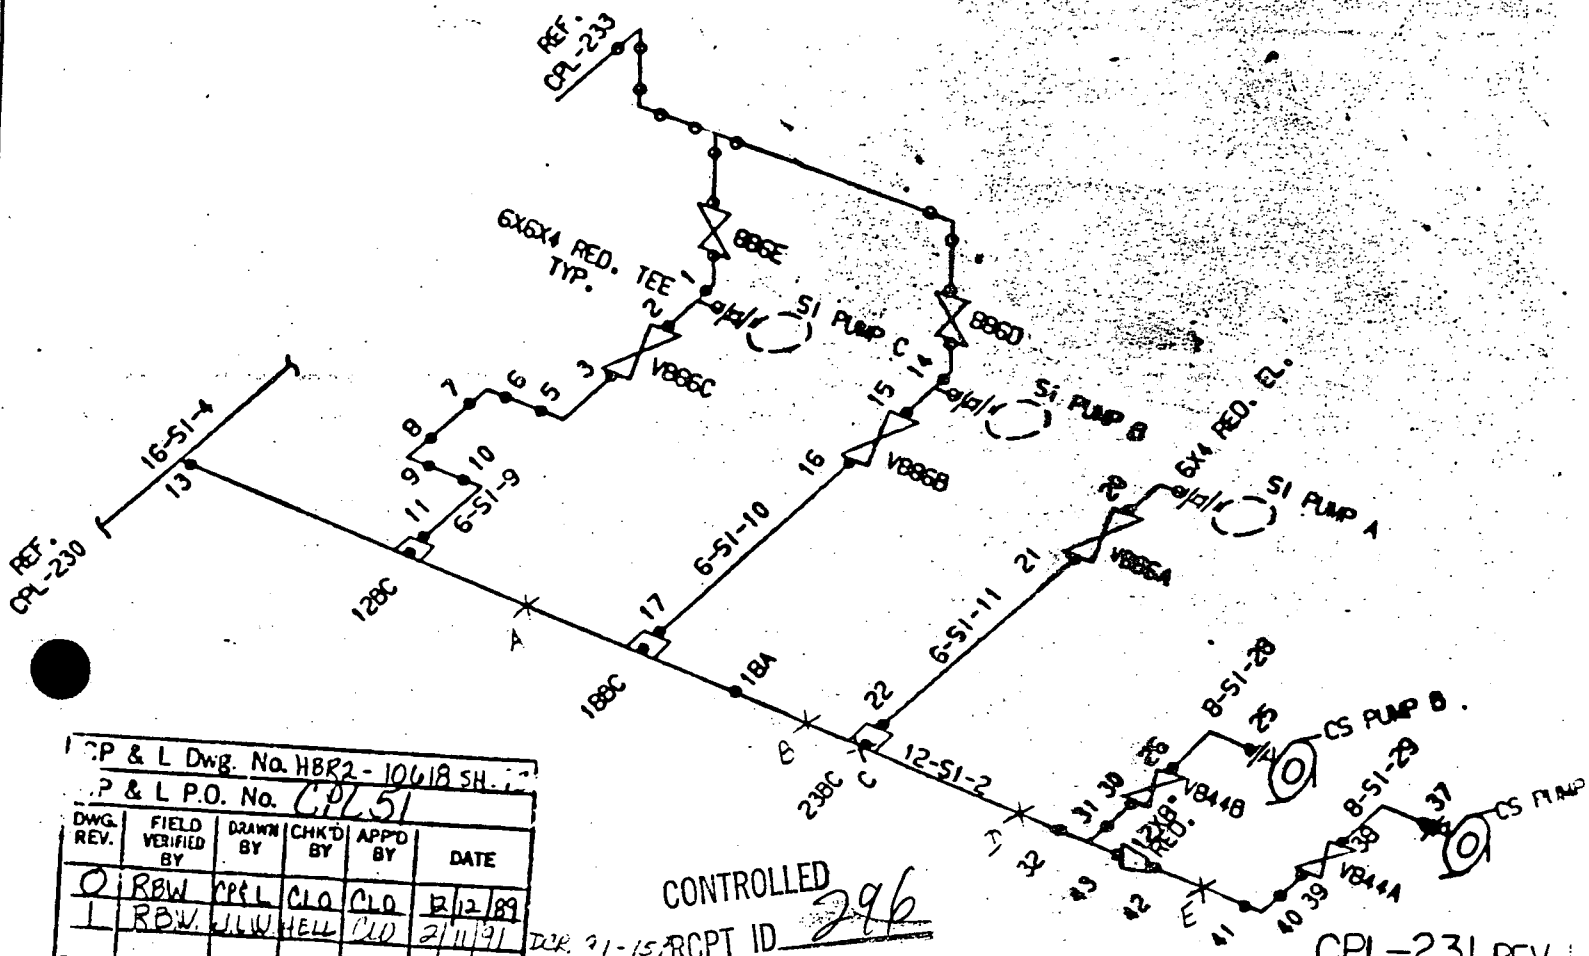 REF.
CPL-233
6X6X4 RED. TEE
TYP.
886E
1
2
SI PUMP C
3
V886C
886D
14
15
SI PUMP B
16
V886B
7
6
5
8
9
10
11
6-SI-9
16-SI-4
13
REF.
CPL-230
12BC
A
6-SI-10
17
18BC
18A
B
6X4 RED. EL.
20
SI PUMP A
21
V886A
6-SI-11
22
23BC
C
12-SI-2
8-SI-28
25
26
CS PUMP B
V844B
30
31
32
12X8
RED.
43
42
E
8-SI-29
37
CS PUMP
38
V844A
39
40
41
P & L Dwg. No. HBR2-10618 SH.
P & L P.O. No. CPL51
DWG. REV. FIELD VERIFIED BY DRAWN BY CHK'D BY APP'D BY DATE
0 RBW CP&L CLO CLO 12/12/89
1 RBW. J.L.W HELL CLO 2/11/91
CONTROLLED
RCPT ID 296
CPL-231 REV.